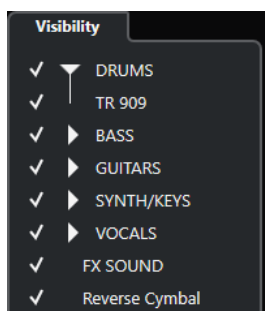 Visibility
DRUMS
TR 909
BASS
GUITARS
SYNTH/KEYS
VOCALS
FX SOUND
Reverse Cymbal